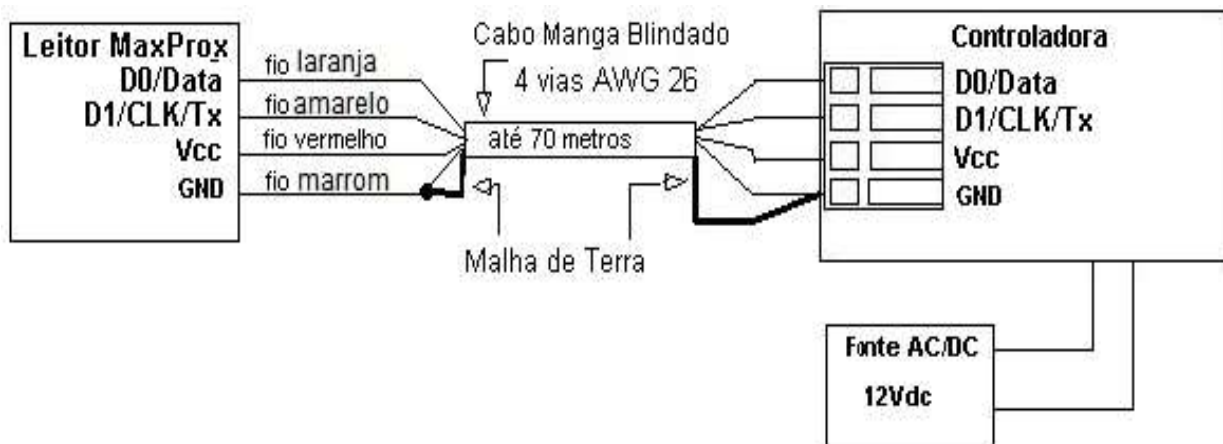 Leitor MaxProx
D0/Data
D1/CLK/Tx
Vcc
GND
fio laranja
fio amarelo
fio vermelho
fio marrom
Cabo Manga Blindado
4 vias AWG 26
até 70 metros
Malha de Terra
Controladora
D0/Data
D1/CLK/Tx
Vcc
GND
Fonte AC/DC
12Vdc